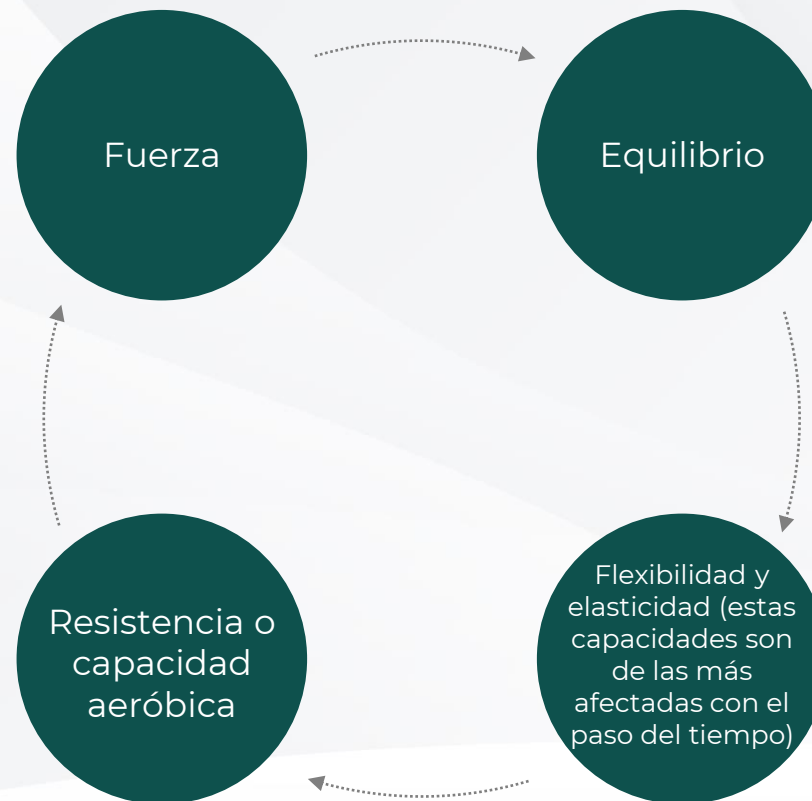 Fuerza
Equilibrio
Flexibilidad y
elasticidad (estas
capacidades son
de las más
afectadas con el
paso del tiempo)
Resistencia o
capacidad
aeróbica